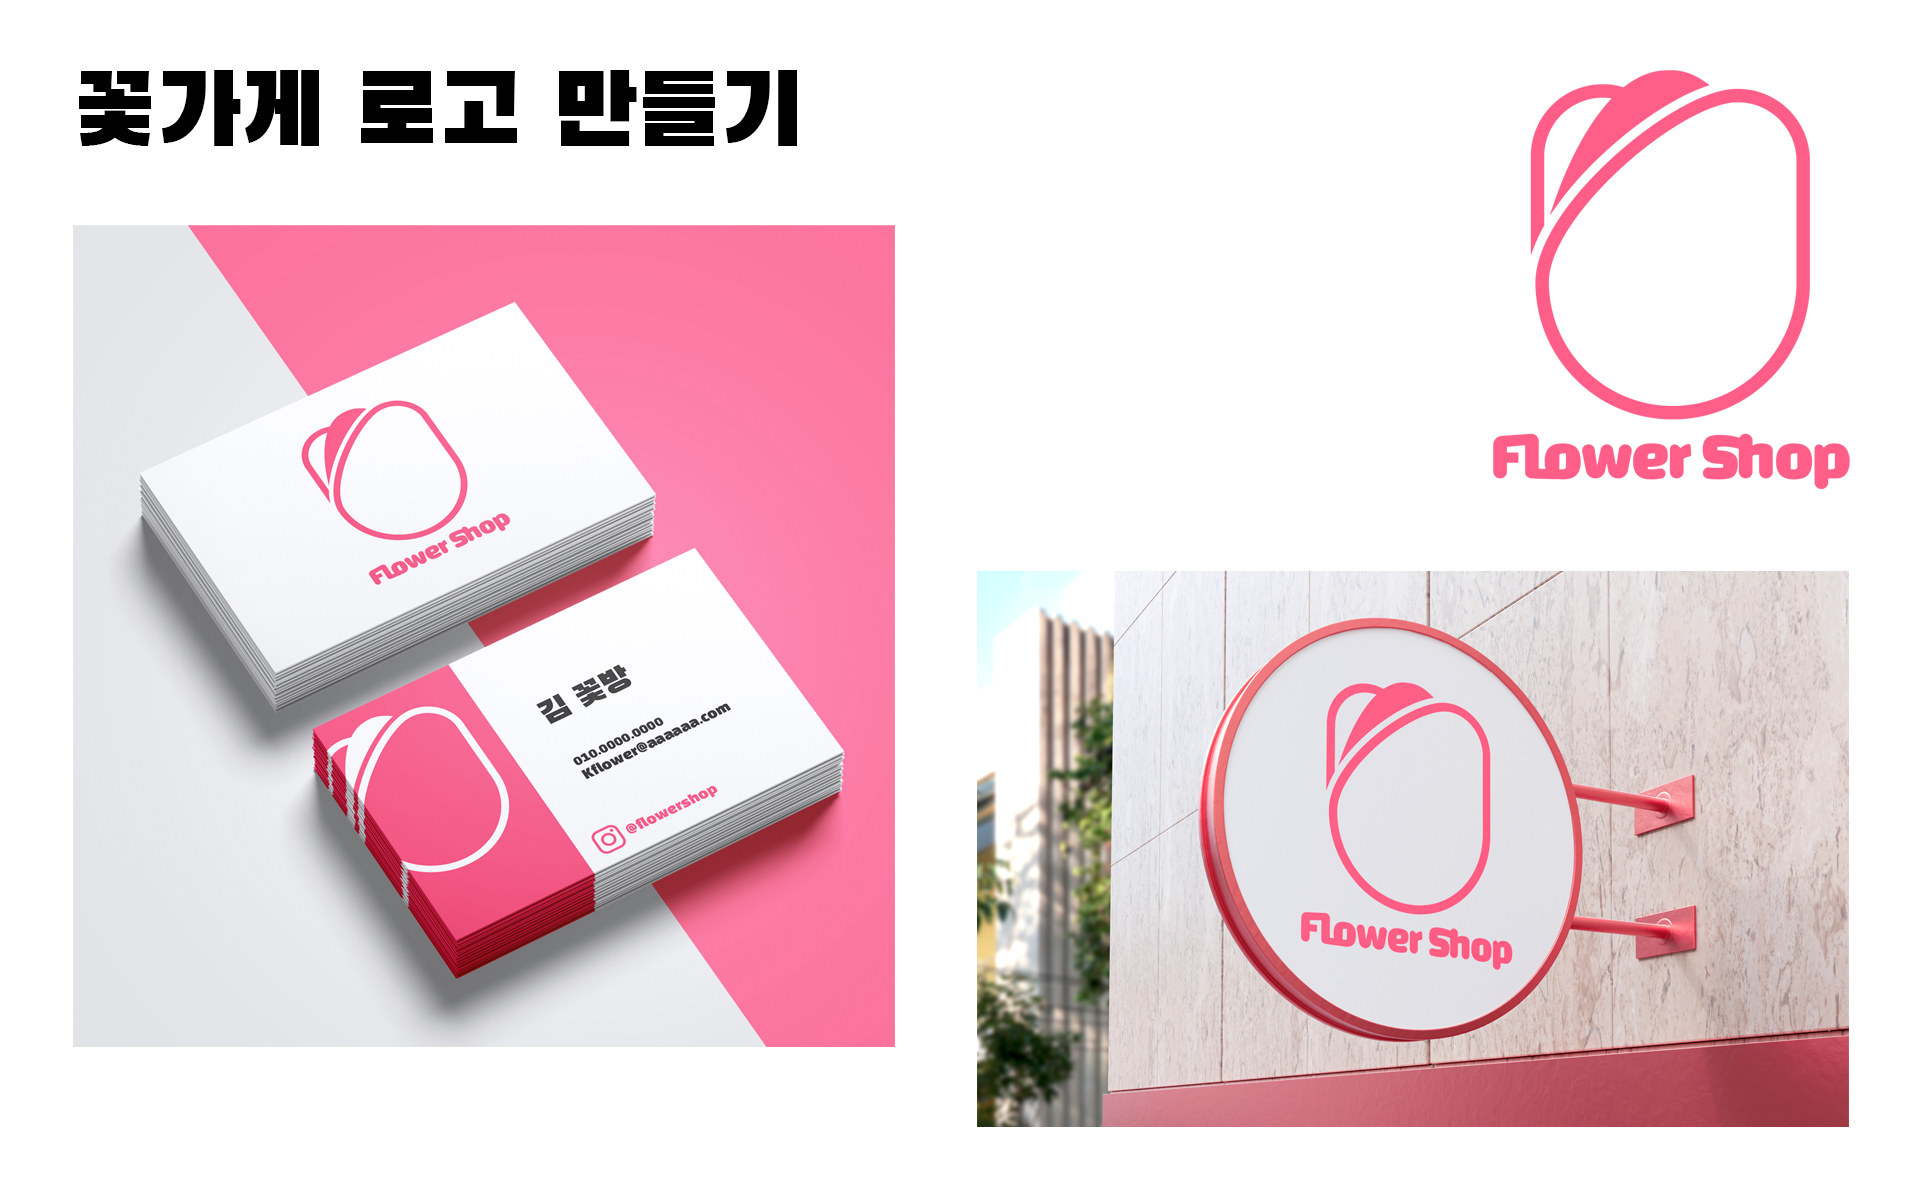 꽃가게 로고 만들기
Flower Shop
Flower Shop
김 꽃방
010.0000.0000
Kflower@aaaaaa.com
@flowershop
Flower Shop